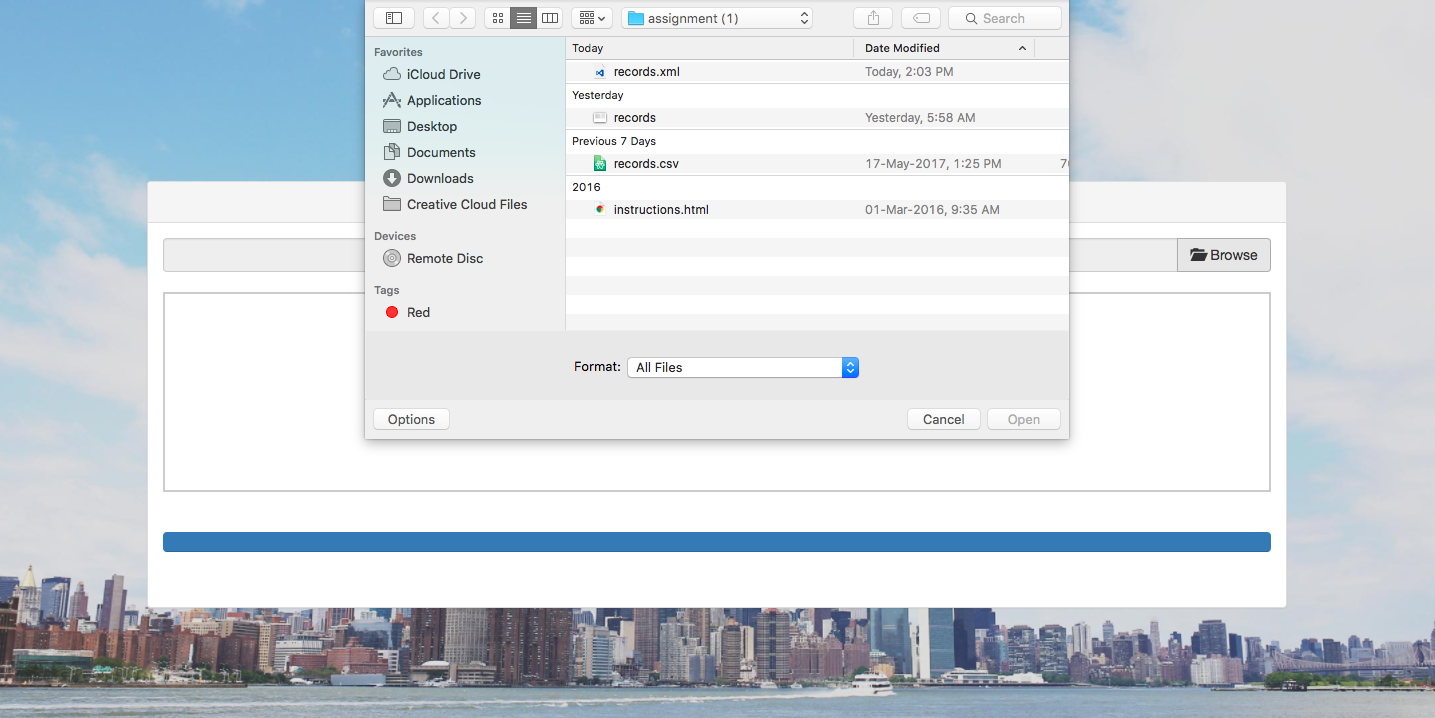 assignment (1)
Search
Favorites
iCloud Drive
Applications
Desktop
Documents
Downloads
Creative Cloud Files
Devices
Remote Disc
Tags
Red
Today Date Modified
records.xml Today, 2:03 PM
Yesterday
records Yesterday, 5:58 AM
Previous 7 Days
records.csv 17-May-2017, 1:25 PM
2016
instructions.html 01-Mar-2016, 9:35 AM
Browse
Format: All Files
Options Cancel Open